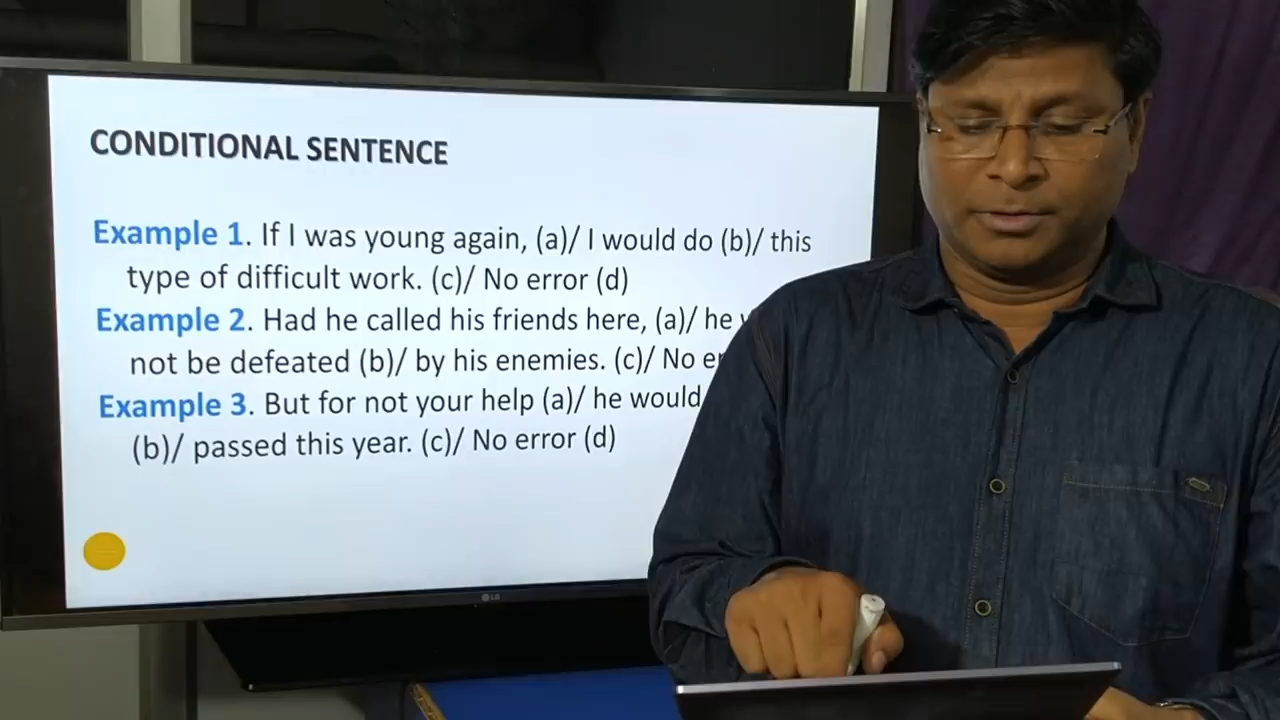 CONDITIONAL SENTENCE
Example 1. If I was young again, (a)/ I would do (b)/ this
type of difficult work. (c)/ No error (d)
Example 2. Had he called his friends here, (a)/ he
not be defeated (b)/ by his enemies. (c)/ No
Example 3. But for not your help (a)/ he would
(b)/ passed this year. (c)/ No error (d)
LG